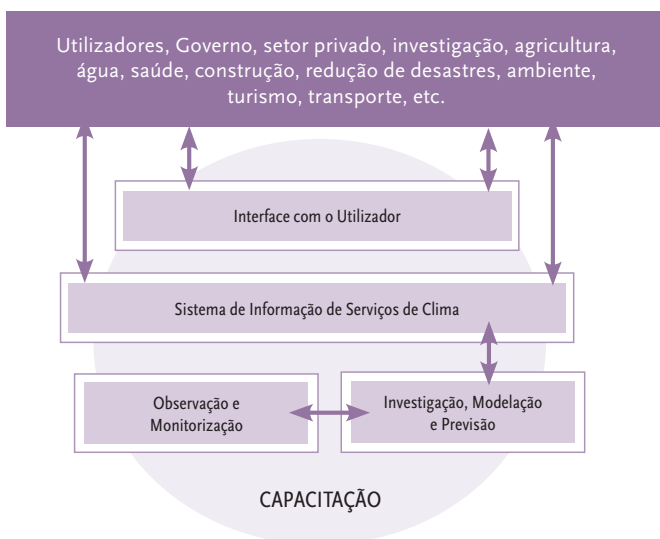 Utilizadores, Governo, setor privado, investigação, agricultura,
água, saúde, construção, redução de desastres, ambiente,
turismo, transporte, etc.
Interface com o Utilizador
Sistema de Informação de Serviços de Clima
Observação e
Monitorização
Investigação, Modelação
e Previsão
CAPACITAÇÃO